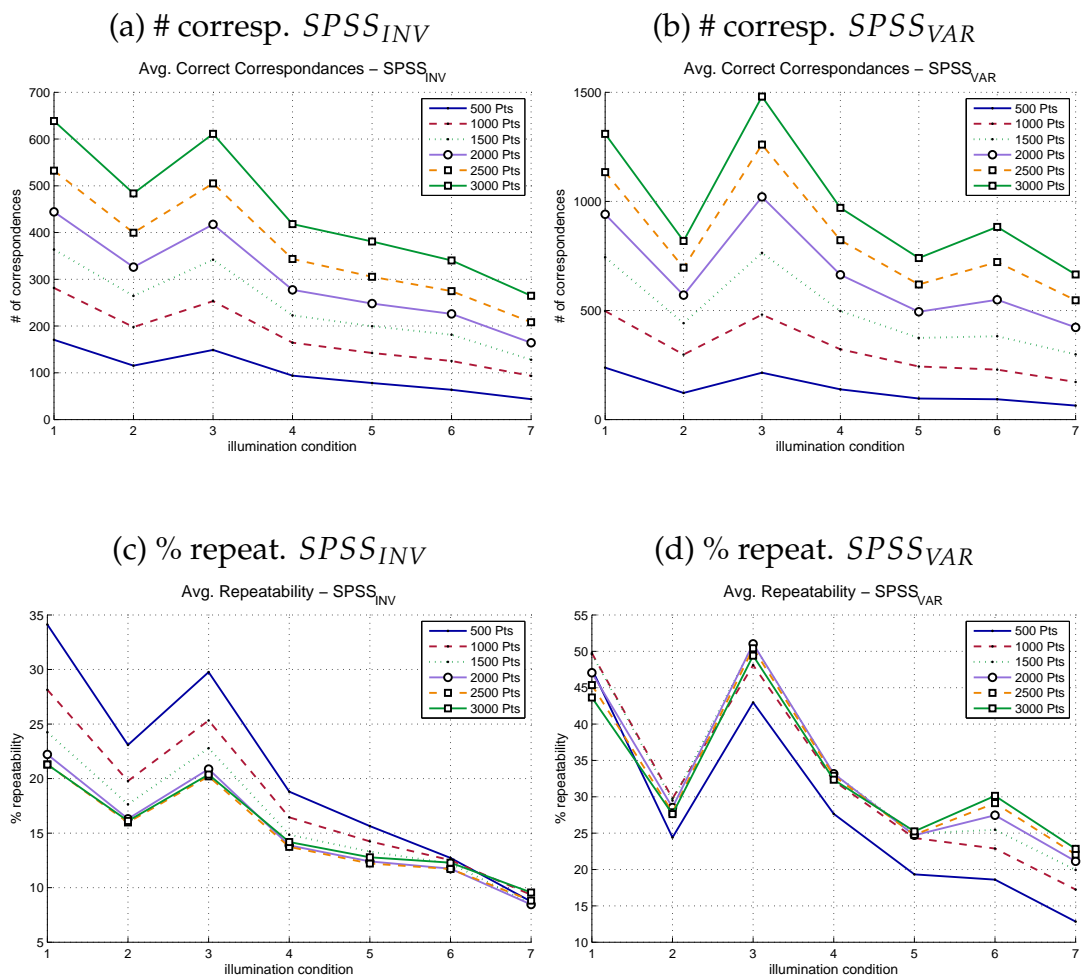 (a) # corresp. SPSS_INV
Avg. Correct Correspondances – SPSS_INV
700
600
500
400
300
200
100
0
# of correspondences
500 Pts
1000 Pts
1500 Pts
2000 Pts
2500 Pts
3000 Pts
1 2 3 4 5 6 7
illumination condition
(b) # corresp. SPSS_VAR
Avg. Correct Correspondances – SPSS_VAR
1500
1000
500
0
# of correspondences
500 Pts
1000 Pts
1500 Pts
2000 Pts
2500 Pts
3000 Pts
1 2 3 4 5 6 7
illumination condition
(c) % repeat. SPSS_INV
Avg. Repeatability – SPSS_INV
35
30
25
20
15
10
5
% repeatability
500 Pts
1000 Pts
1500 Pts
2000 Pts
2500 Pts
3000 Pts
1 2 3 4 5 6 7
illumination condition
(d) % repeat. SPSS_VAR
Avg. Repeatability – SPSS_VAR
55
50
45
40
35
30
25
20
15
10
% repeatability
500 Pts
1000 Pts
1500 Pts
2000 Pts
2500 Pts
3000 Pts
1 2 3 4 5 6 7
illumination condition